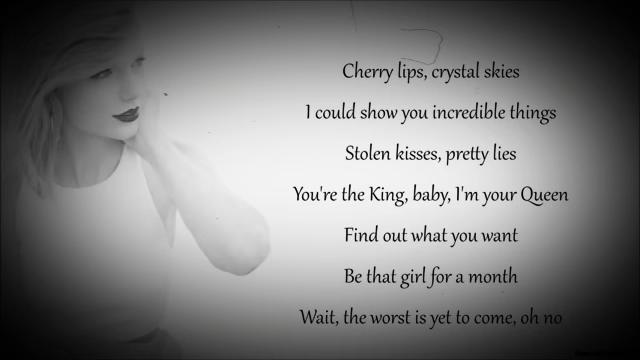 Cherry lips, crystal skies
I could show you incredible things
Stolen kisses, pretty lies
You're the King, baby, I'm your Queen
Find out what you want
Be that girl for a month
Wait, the worst is yet to come, oh no